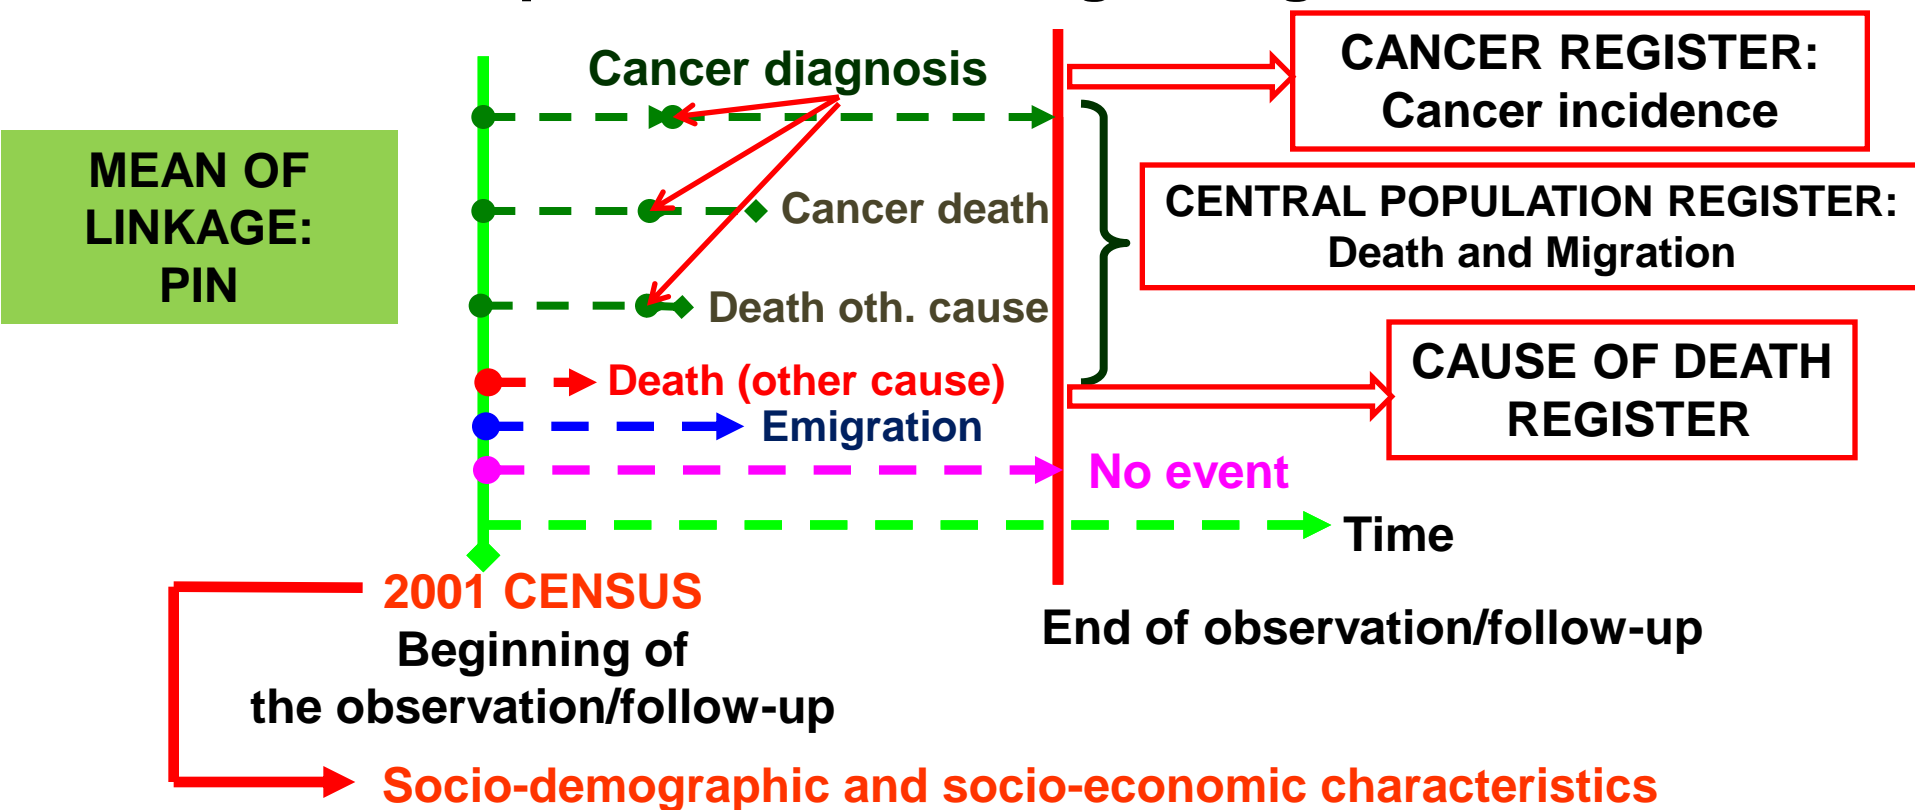 CANCER REGISTER:
Cancer incidence
Cancer diagnosis
MEAN OF
LINKAGE:
PIN
CENTRAL POPULATION REGISTER:
Death and Migration
Cancer death
Death oth. cause
CAUSE OF DEATH
REGISTER
Death (other cause)
Emigration
No event
Time
2001 CENSUS
Beginning of
the observation/follow-up
End of observation/follow-up
Socio-demographic and socio-economic characteristics